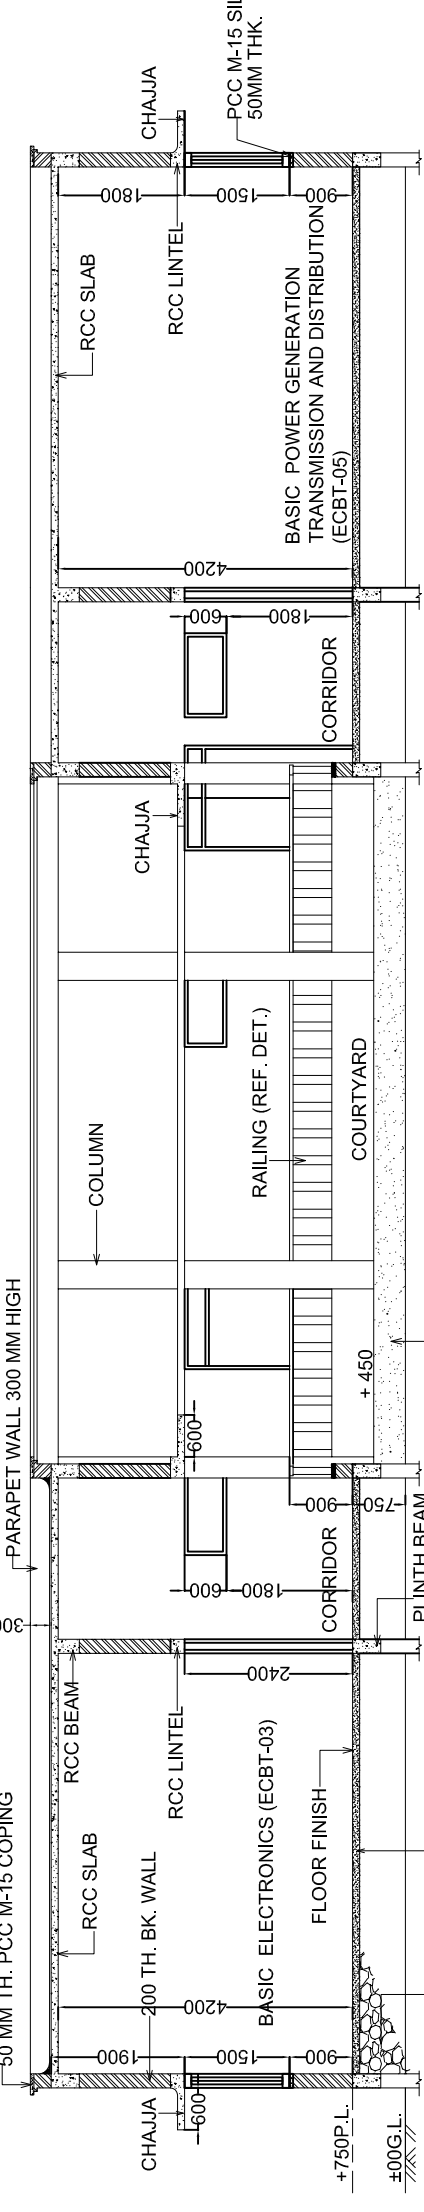 50 MM TH. PCC M-15 COPING
PARAPET WALL 300 MM HIGH
RCC SLAB
RCC BEAM
COLUMN
RCC SLAB
CHAJJA
1900
4200
200 TH. BK. WALL
RCC LINTEL
600
CHAJJA
RCC LINTEL
1800
CHAJJA
PCC M-15
50MM THK.
600
1500
BASIC ELECTRONICS (ECBT-03)
2400
600
1800
RAILING (REF. DET.)
600
1800
4200
1500
900
FLOOR FINISH
CORRIDOR
900
750
+ 450
COURTYARD
CORRIDOR
BASIC POWER GENERATION
TRANSMISSION AND DISTRIBUTION
(ECBT-05)
900
+750P.L.
±00G.L.
PLINTH BEAM